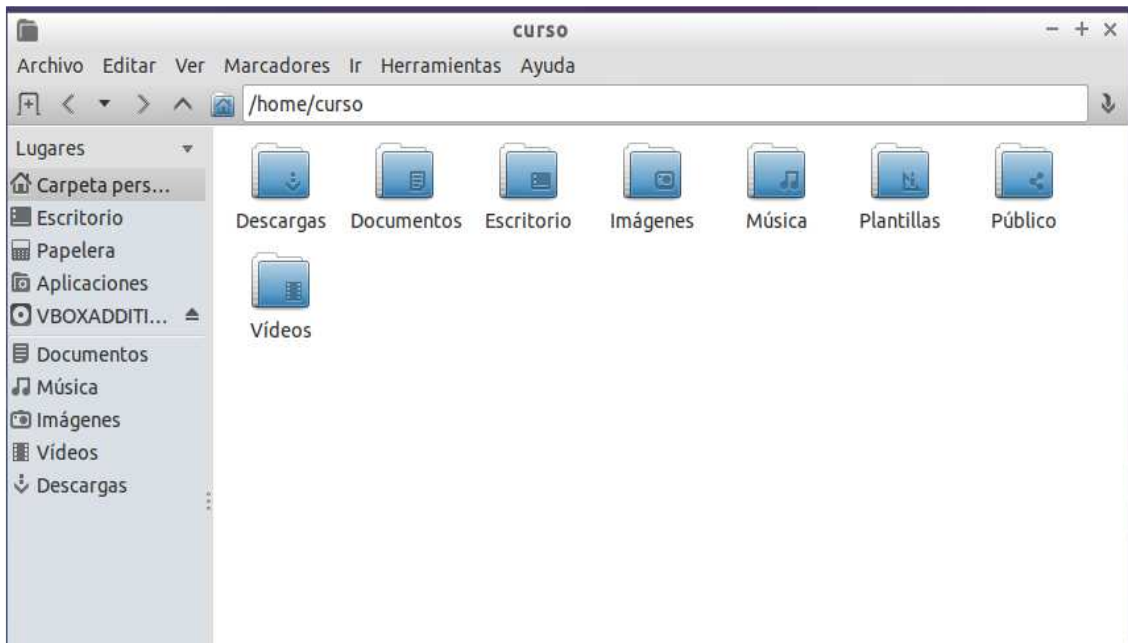 curso
Archivo Editar Ver Marcadores Ir Herramientas Ayuda
/home/curso
Lugares
Carpeta pers...
Escritorio
Papelera
Aplicaciones
VBOXADDITI...
Documentos
Música
Imágenes
Vídeos
Descargas
Descargas Documentos Escritorio Imágenes Música Plantillas Público
Vídeos